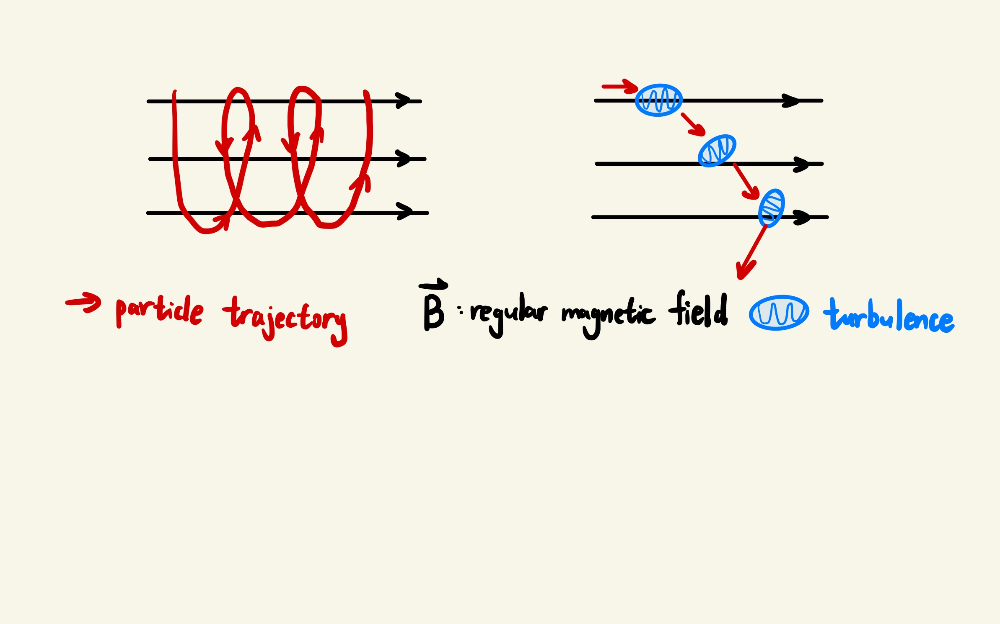 particle trajectory
B⃗ : regular magnetic field
turbulence